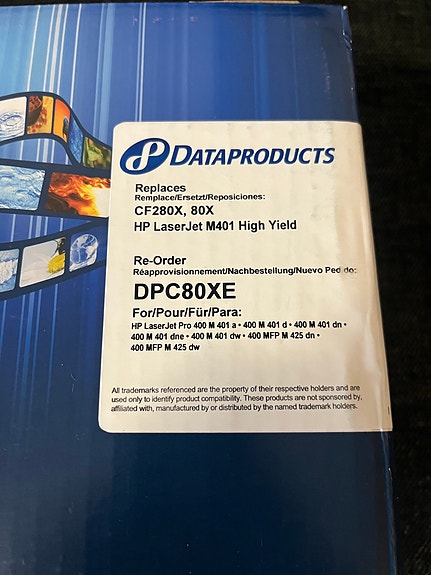 DATAPRODUCTS
Replaces
Remplace/Ersetzt/Reposiciones:
CF280X, 80X
HP LaserJet M401 High Yield
Re-Order
Réapprovisionnement/Nachbestellung/Nuevo Pedido:
DPC80XE
For/Pour/Für/Para:
HP LaserJet Pro 400 M 401 a • 400 M 401 d • 400 M 401 dn •
400 M 401 dne • 400 M 401 dw • 400 MFP M 425 dn •
400 MFP M 425 dw
All trademarks referenced are the property of their respective holders and are
used only to identify product compatibility. These products are not sponsored by,
affiliated with, manufactured by or distributed by the named trademark holders.